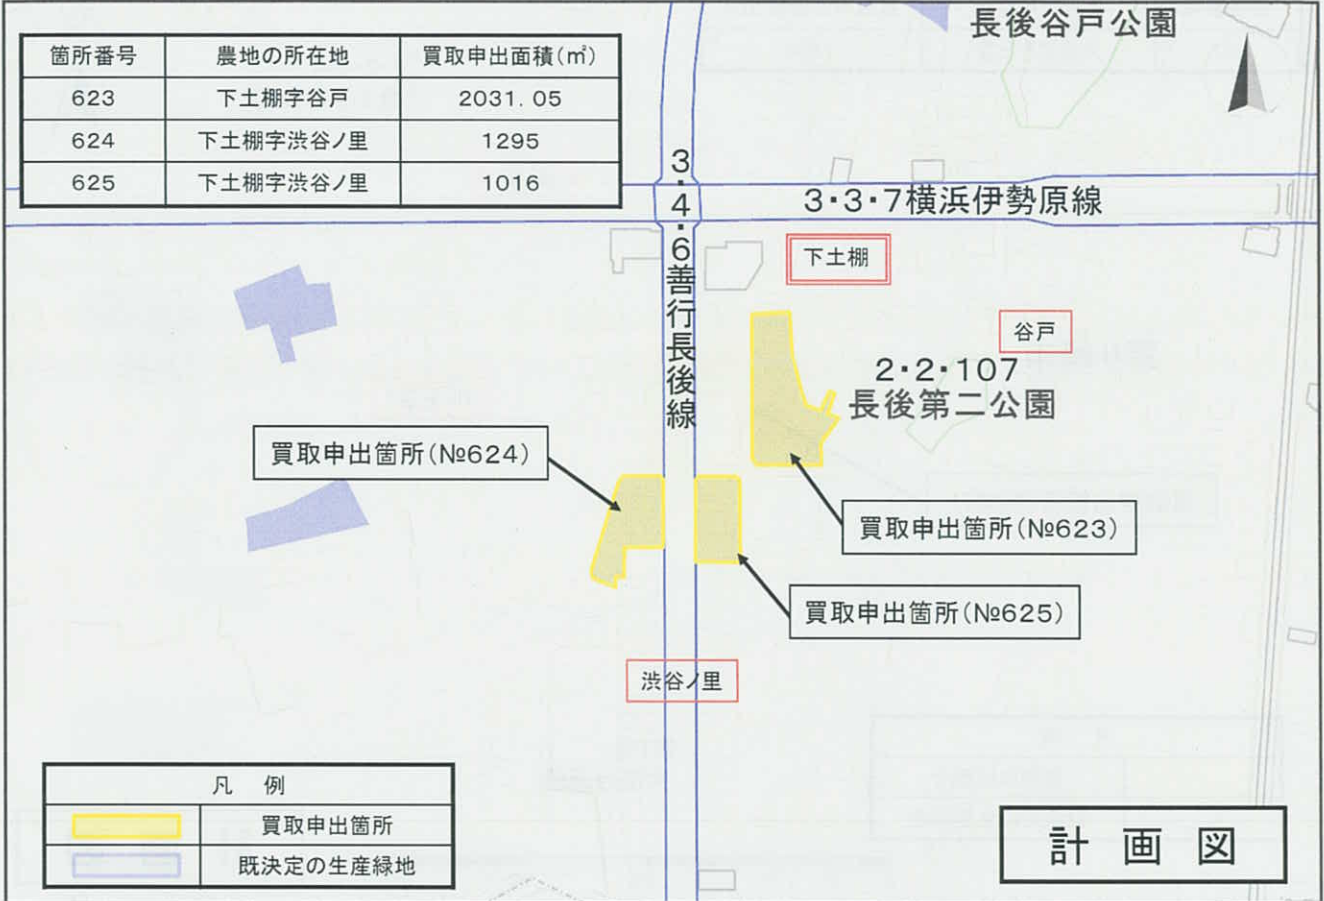 長後谷戸公園
箇所番号 農地の所在地 買取申出面積(㎡)
623 下土棚字谷戸 2031.05
624 下土棚字渋谷ノ里 1295
625 下土棚字渋谷ノ里 1016
3・4・6善行長後線
3・3・7横浜伊勢原線
下土棚
谷戸
2・2・107
長後第二公園
買取申出箇所(№624)
買取申出箇所(№623)
買取申出箇所(№625)
渋谷ノ里
凡 例
買取申出箇所
既決定の生産緑地
計 画 図